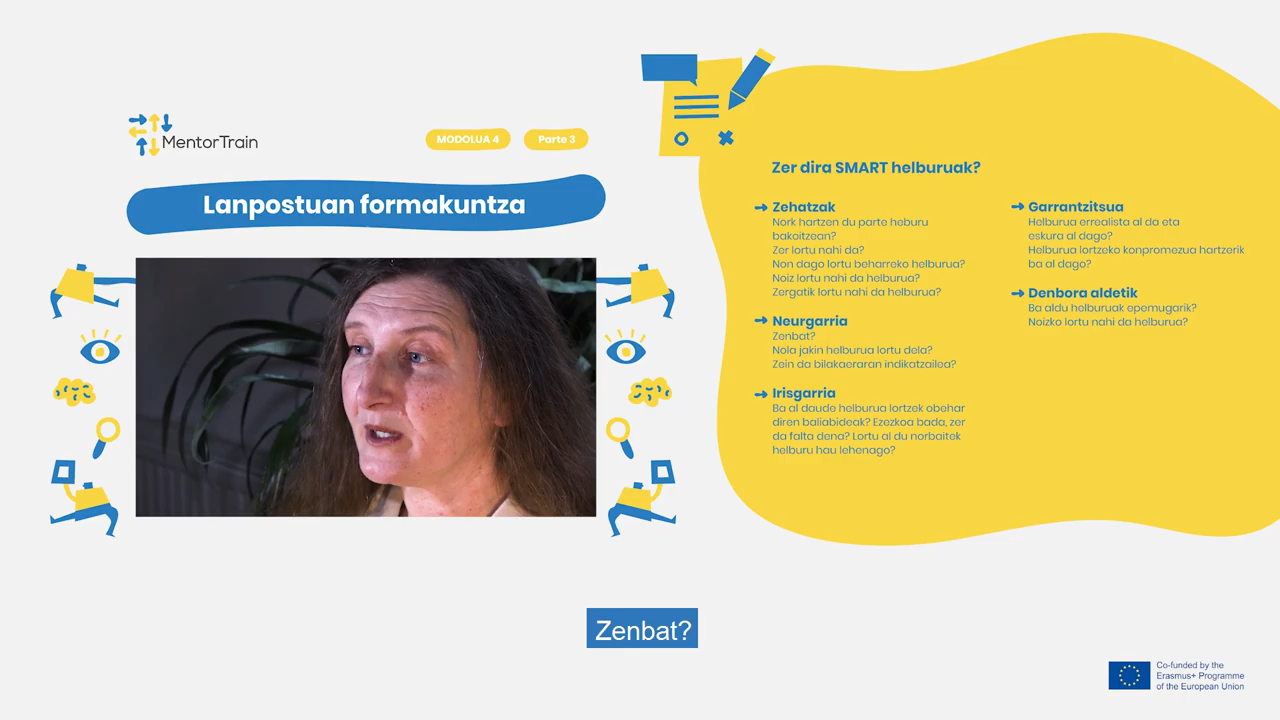 MentorTrain
MODOLUA 4
Parte 3
Lanpostuan formakuntza
Zer dira SMART helburuak?
Zehatzak
Nork hartzen du parte heburu
bakoitzean?
Zer lortu nahi da?
Non dago lortu beharreko helburua?
Noiz lortu nahi da helburua?
Zergatik lortu nahi da helburua?
Neurgarria
Zenbat?
Nola jakin helburua lortu dela?
Zein da bilakaeraran indikatzailea?
Irisgarria
Ba al daude helburua lortzek obehar
diren baliabideak? Ezezkoa bada, zer
da falta dena? Lortu al du norbaitek
helburu hau lehenago?
Garrantzitsua
Helburua errealista al da eta
eskura al dago?
Helburua lortzeko konpromezua hartzerik
ba al dago?
Denbora aldetik
Ba aldu helburuak epemugarik?
Noizko lortu nahi da helburua?
Zenbat?
Co-funded by the
Erasmus+ Programme
of the European Union